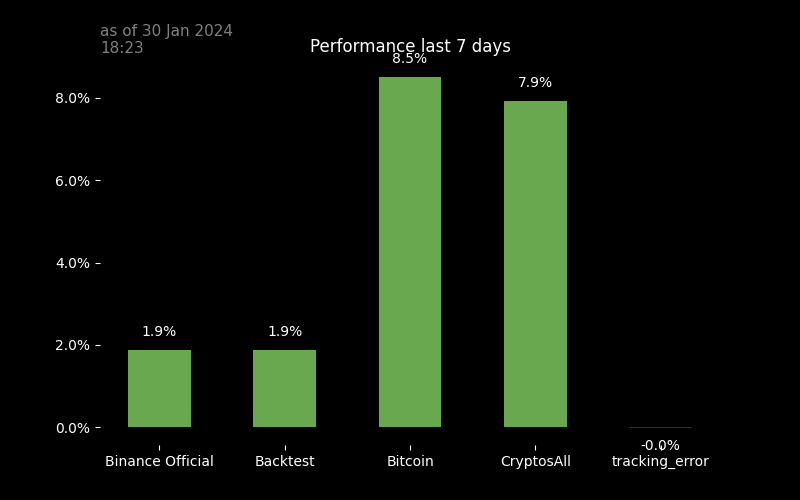 as of 30 Jan 2024
18:23
Performance last 7 days
8.5%
7.9%
8.0%
6.0%
4.0%
2.0%
0.0%
1.9%
1.9%
-0.0%
Binance Official
Backtest
Bitcoin
CryptosAll
tracking_error